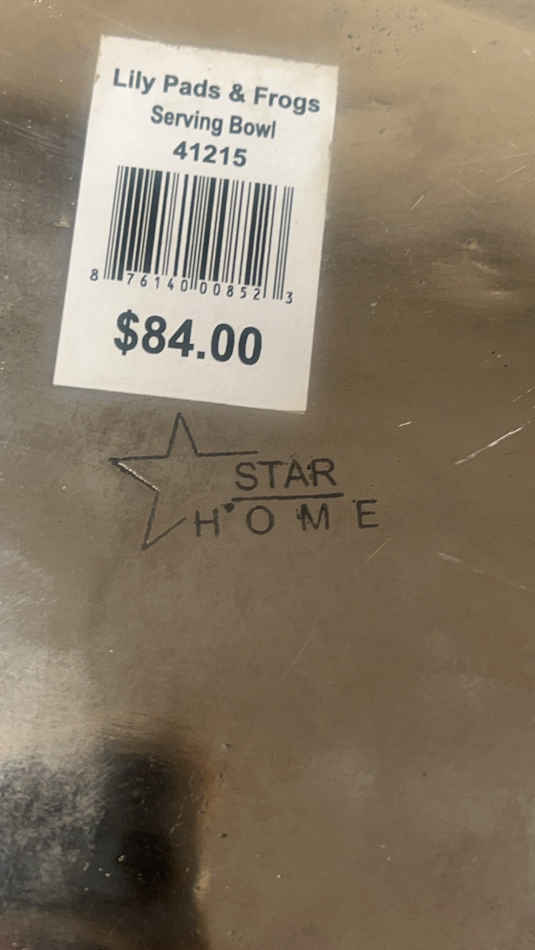 Lily Pads & Frogs
Serving Bowl
41215
8 76140 00852 3
$84.00
STAR
HOME